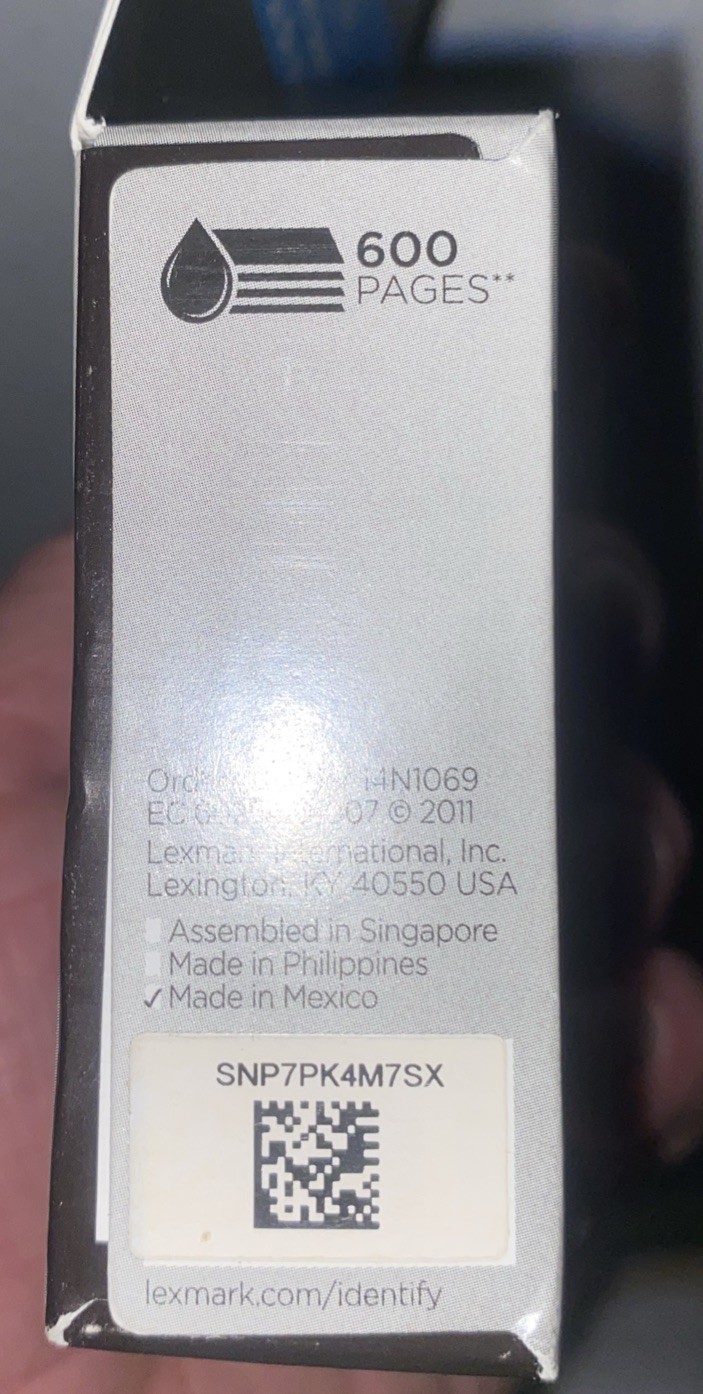 600
PAGES**
4N1069
07 © 2011
International, Inc.
Lexington, KY 40550 USA
Assembled in Singapore
Made in Philippines
✓ Made in Mexico
SNP7PK4M7SX
lexmark.com/identify